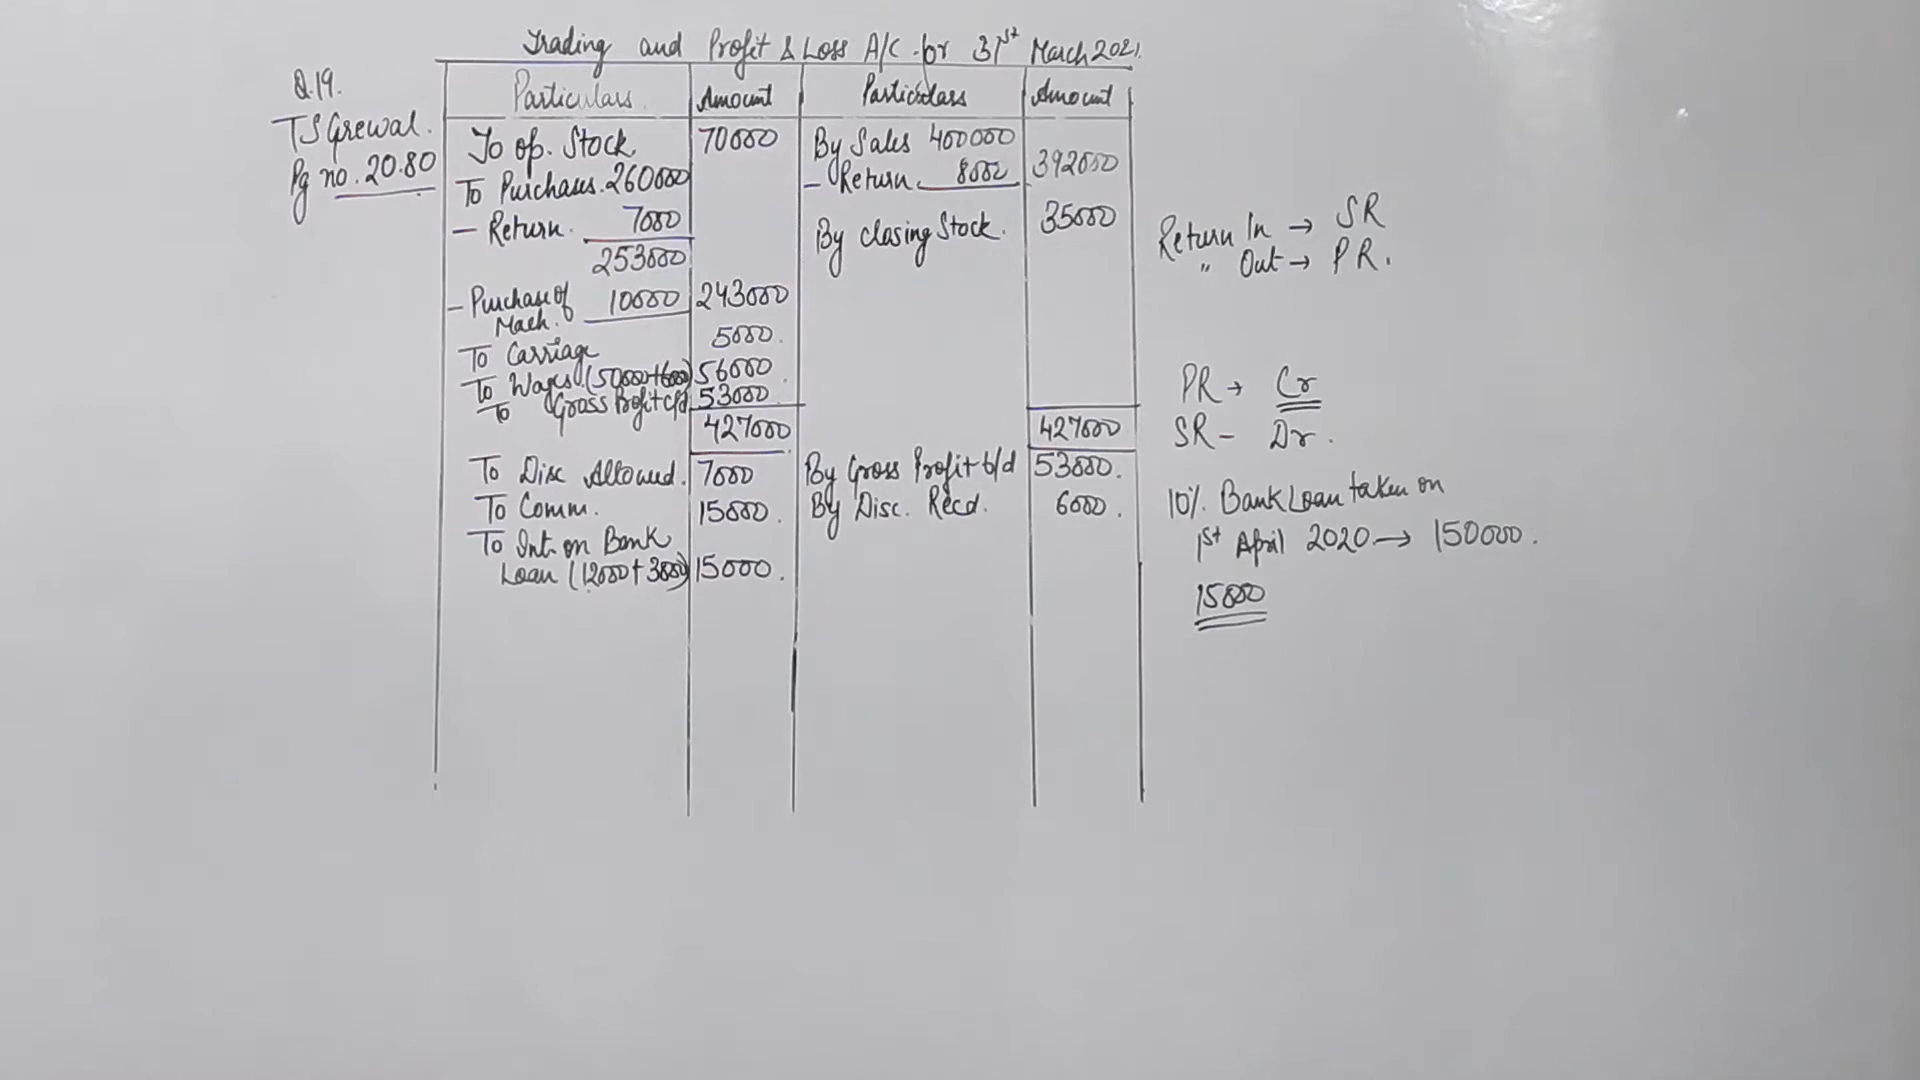 Trading and Profit & Loss A/C for 31st March 2021.
Q.19.
TS Grewal.
Pg no. 20.80
Particulars. Amount Particulars Amount
To op. Stock 70000 By Sales 400000
To Purchases. 260000 - Return 8000 392000
- Return. 7000 By closing Stock. 35000
253000
- Purchase of Mach. 10000 243000
To Carriage 5000.
To Wages (50000+6000) 56000
To Gross Profit c/d 53000
427000 427000
To Disc Allowed. 7000 By Gross Profit b/d 53000.
To Comm. 15000. By Disc. Recd. 6000.
To Int. on Bank
Loan (12000+3000) 15000.
Return In → SR
" Out → PR.
PR → Cr
SR - Dr.
10% Bank Loan taken on
1st April 2020 → 150000.
15000